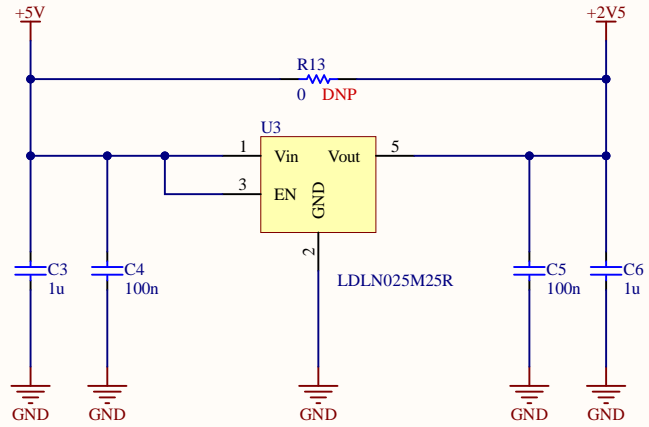 +5V
+2V5
R13
0 DNP
U3
1 Vin Vout 5
3 EN
GND
2
LDLN025M25R
C3
1u
C4
100n
C5
100n
C6
1u
GND
GND
GND
GND
GND